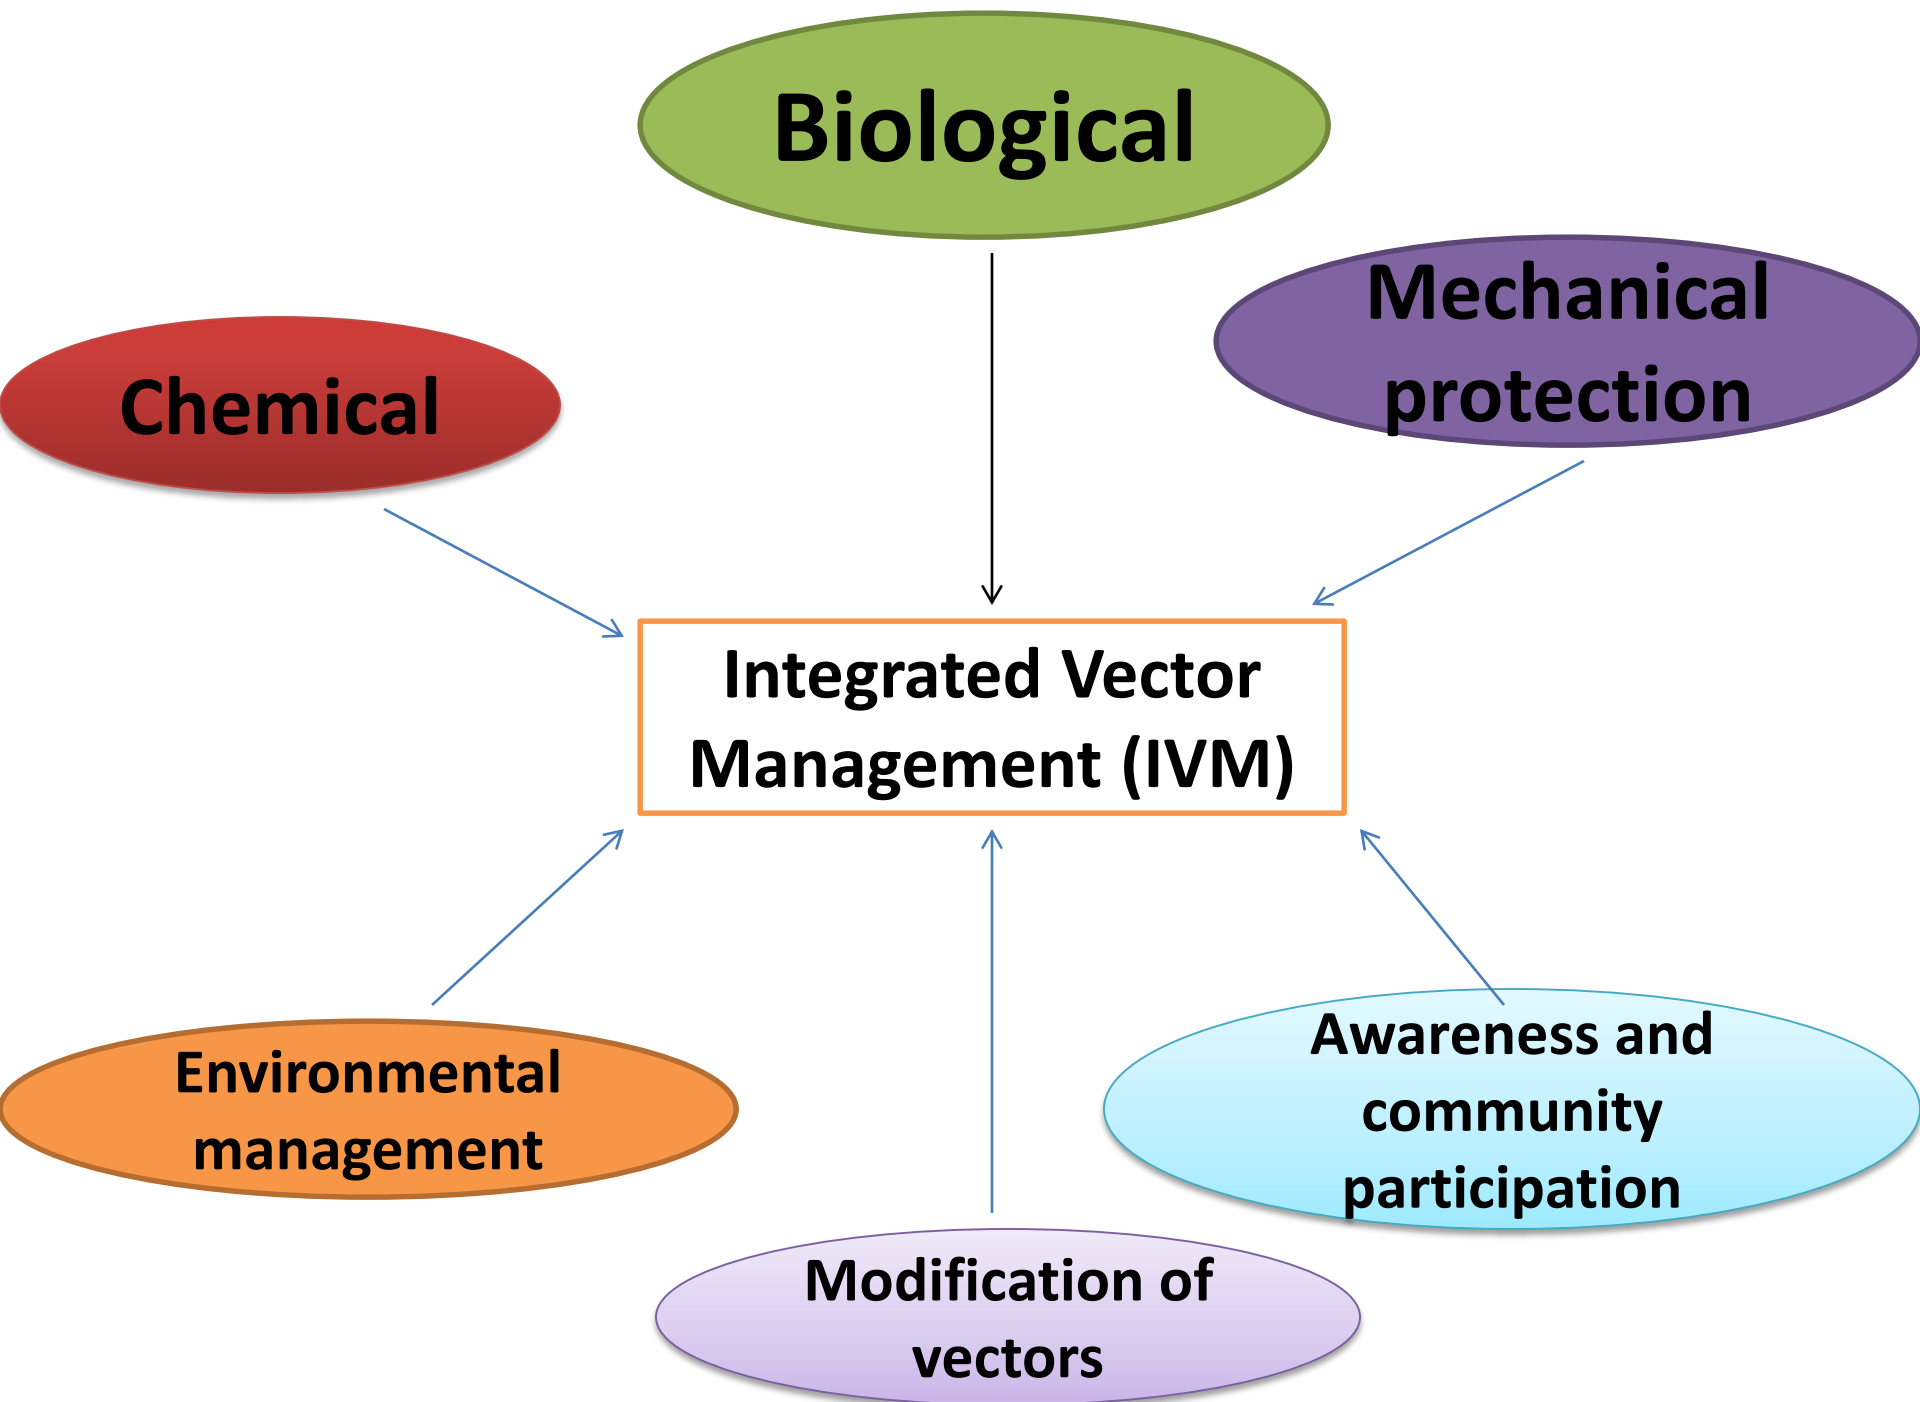 Biological
Mechanical
protection
Chemical
Integrated Vector
Management (IVM)
Environmental
management
Awareness and
community
participation
Modification of
vectors